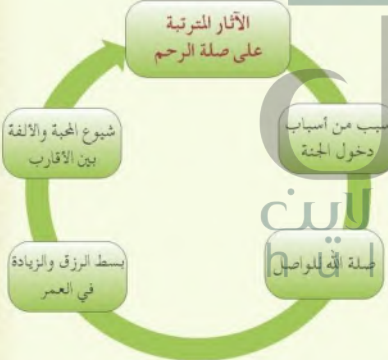 الآثار المترتبة
على صلة الرحم
سبب من أسباب
دخول الجنة
صلة الله للواصل
بسط الرزق والزيادة
في العمر
شيوع المحبة والألفة
بين الأقارب